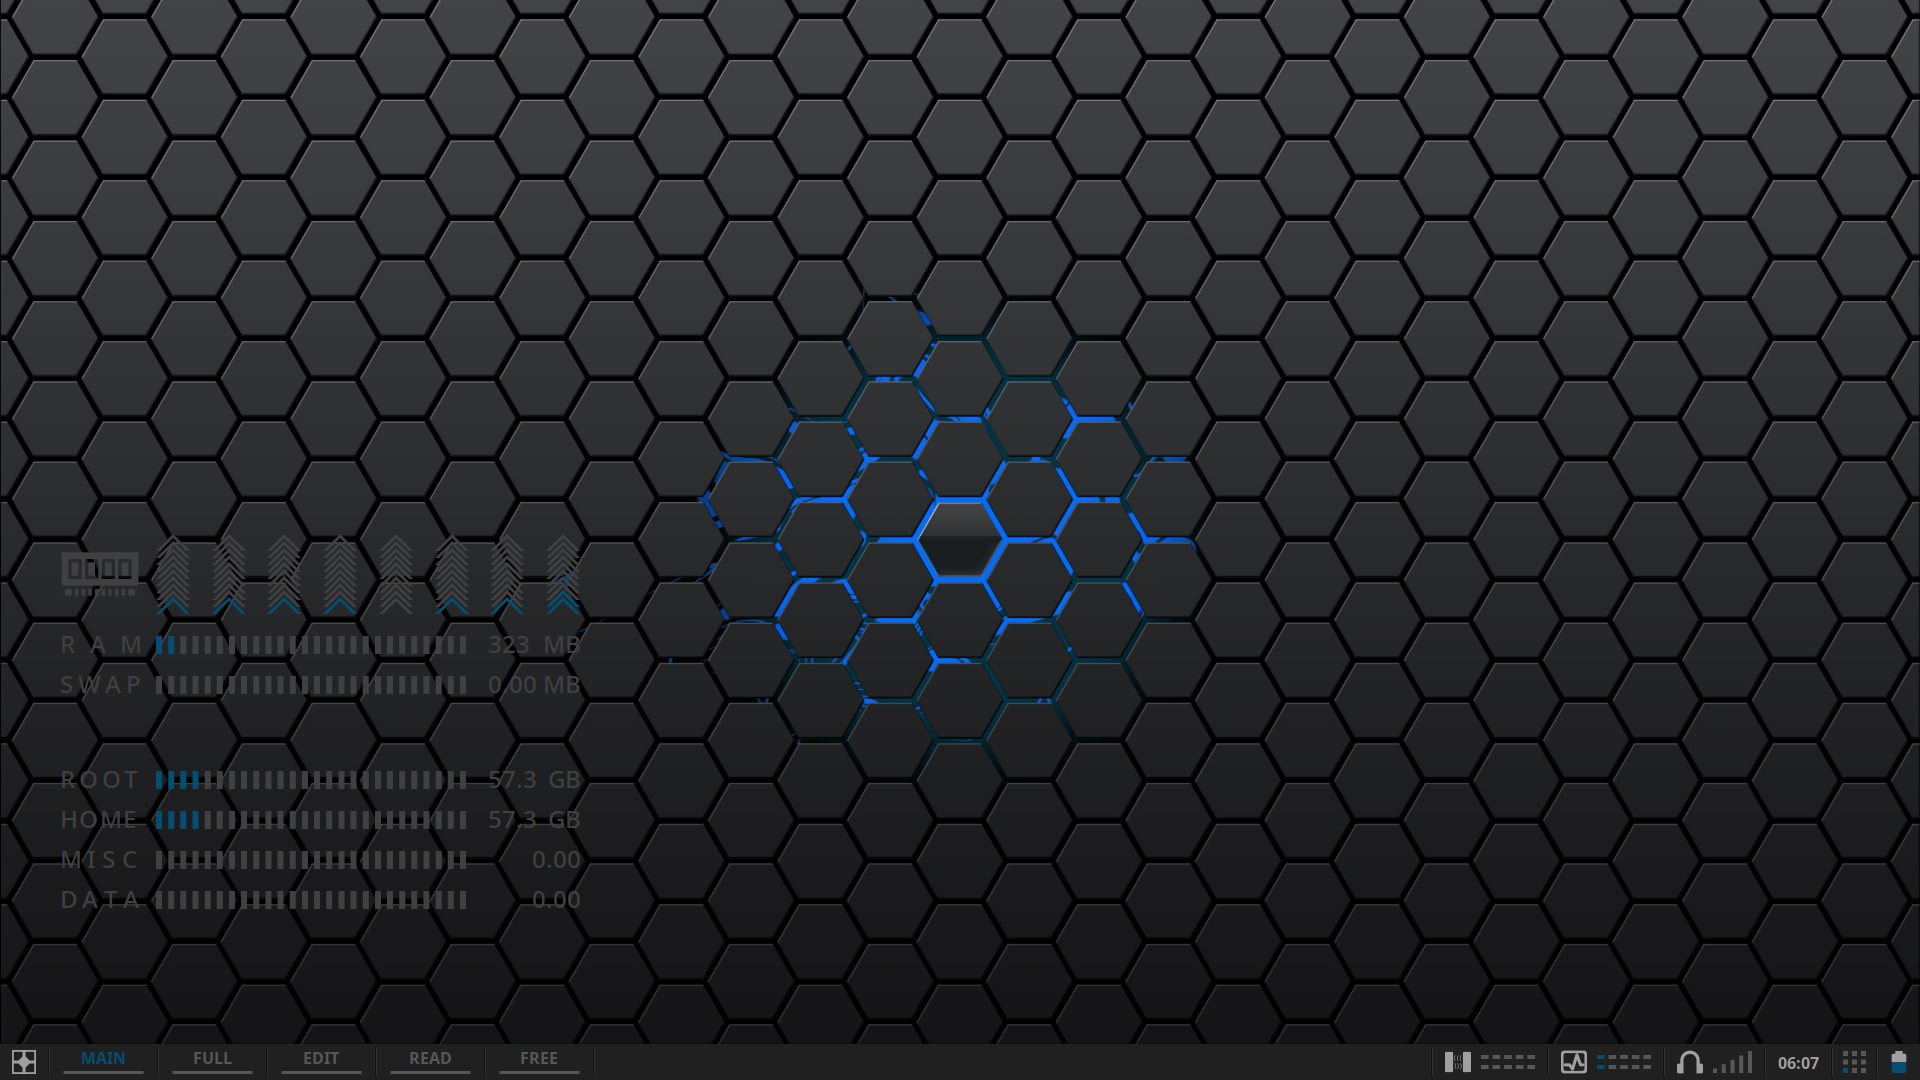 RAM 323 MB
SWAP 0.00 MB
ROOT 57.3 GB
HOME 57.3 GB
MISC 0.00
DATA 0.00
MAIN FULL EDIT READ FREE 06:07